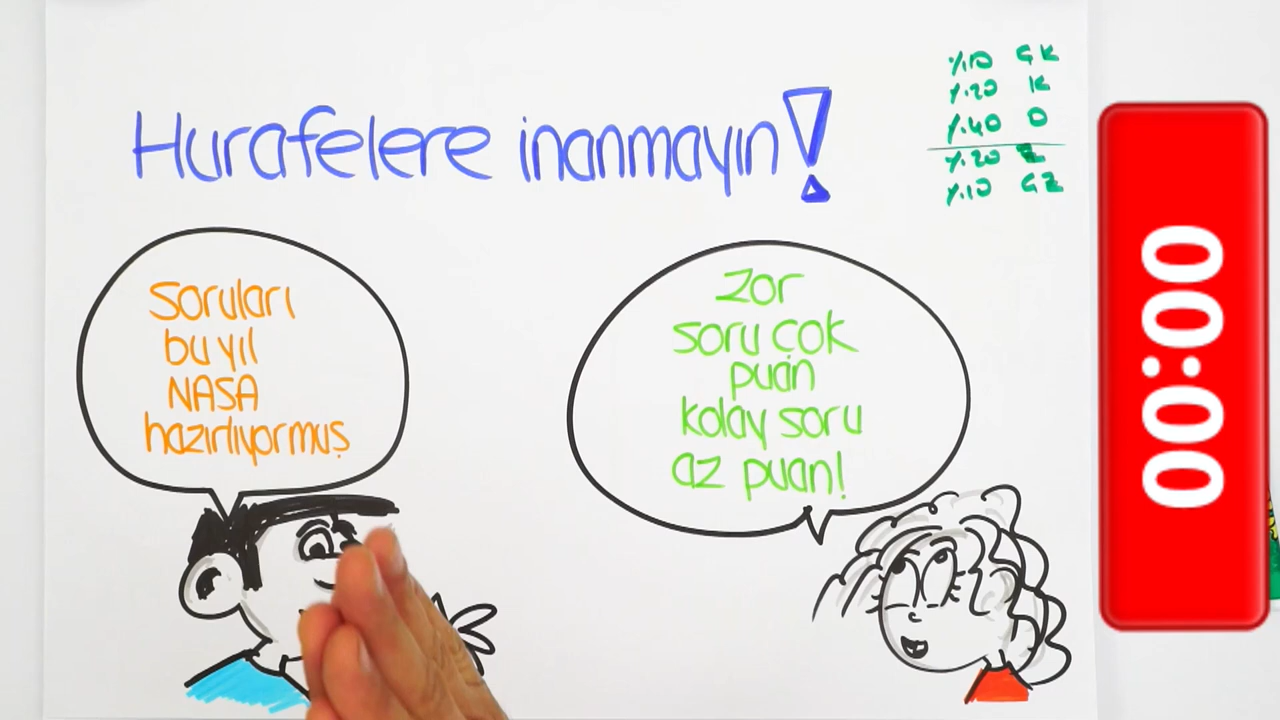 Hurafelere inanmayın!
%10 ÇK
%20 K
%40 O
%20 Z
%10 ÇZ
Soruları
bu yıl
NASA
hazırlıyormuş
Zor
soru çok
puan
kolay soru
az puan!
00:00